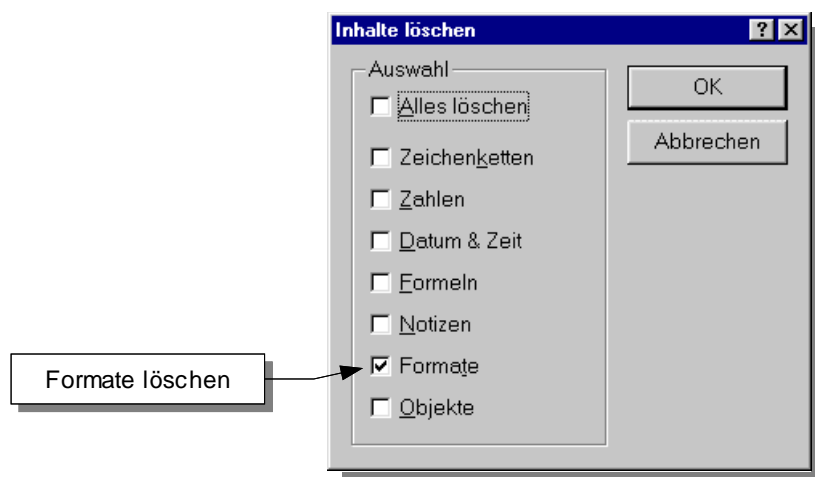 Inhalte löschen
Auswahl
Alles löschen
Zeichenketten
Zahlen
Datum & Zeit
Formeln
Notizen
Formate
Objekte
OK
Abbrechen
Formate löschen